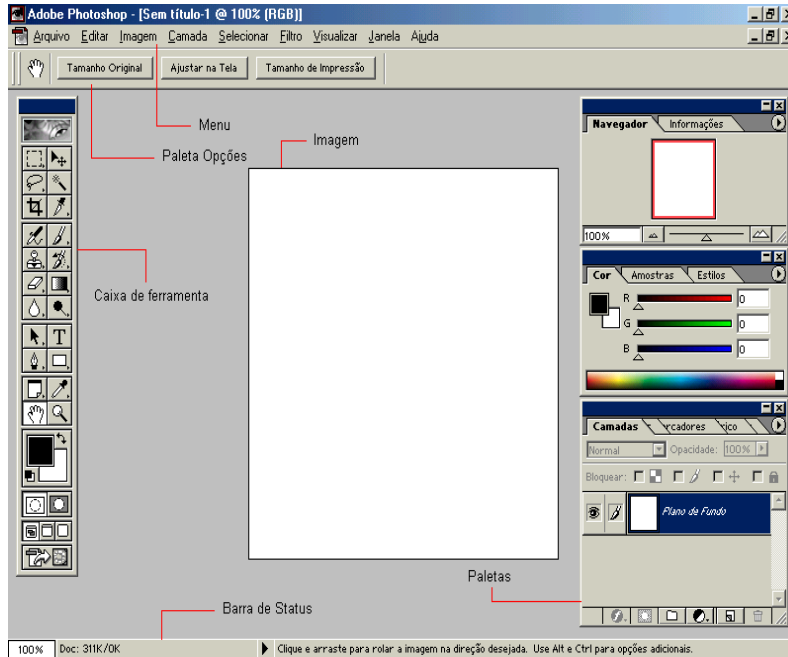 Adobe Photoshop - [Sem título-1 @ 100% (RGB)]
Arquivo Editar Imagem Camada Selecionar Filtro Visualizar Janela Ajuda
Tamanho Original Ajustar na Tela Tamanho de Impressão
Menu
Imagem
Paleta Opções
Caixa de ferramenta
T
Navegador Informações
100%
Cor Amostras Estilos
R 0
G 0
B 0
Camadas rcadores rico
Normal Opacidade: 100%
Bloquear:
Plano de Fundo
Paletas
Barra de Status
100% Doc: 311K/0K Clique e arraste para rolar a imagem na direção desejada. Use Alt e Ctrl para opções adicionais.